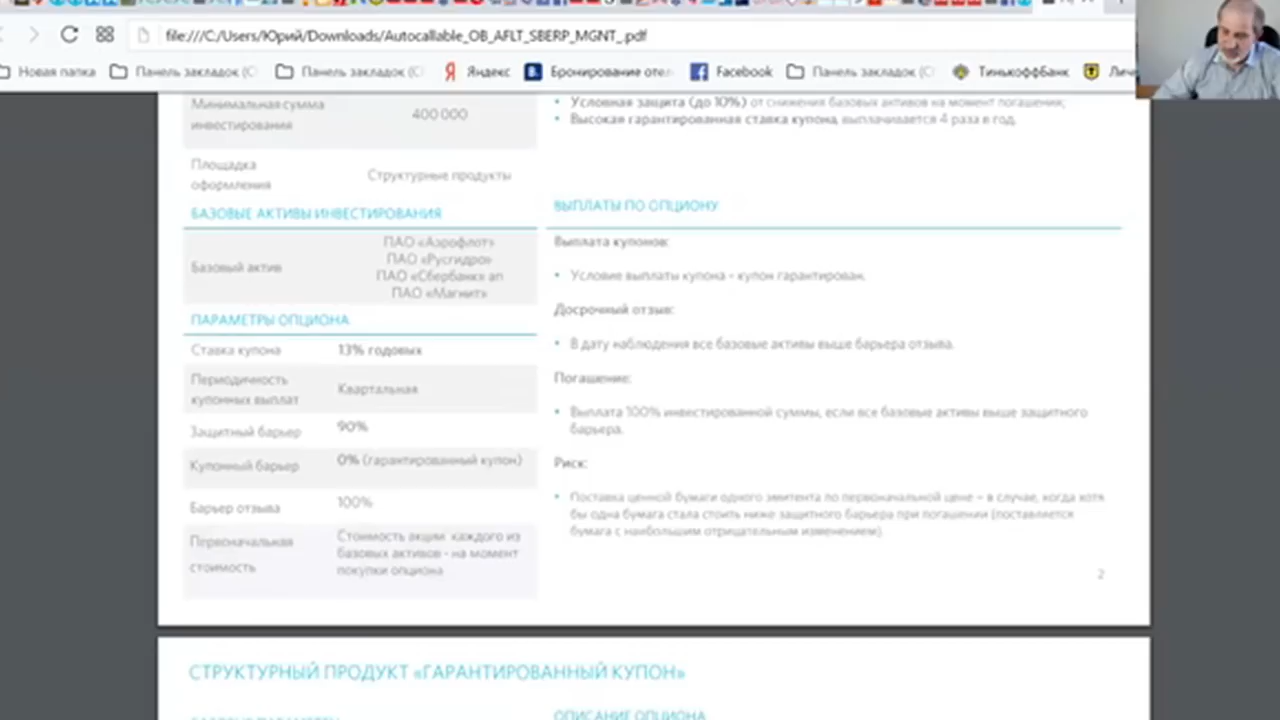 file:///C:/Users/Юрий/Downloads/Autocallable_OB_AFLT_SBERP_MGNT_.pdf
Новая папка
Панель закладок (С
Панель закладок (С
Яндекс
Бронирование оте
Facebook
Панель закладок (С
ТинькоффБанк
Личн
Минимальная сумма
инвестирования
400 000
Площадка
оформления
Структурные продукты
БАЗОВЫЕ АКТИВЫ ИНВЕСТИРОВАНИЯ
Базовый актив
ПАО «Аэрофлот»
ПАО «Русгидро»
ПАО «Сбербанк» ап
ПАО «Магнит»
ПАРАМЕТРЫ ОПЦИОНА
Ставка купона 13% годовых
Периодичность
купонных выплат
Квартальная
Защитный барьер 90%
Купонный барьер 0% (гарантированный купон)
Барьер отзыва 100%
Первоначальная
стоимость
Стоимость акции каждого из
базовых активов - на момент
покупки опциона
• Условная защита (до 10%) от снижения базовых активов на момент погашения;
• Высокая гарантированная ставка купона, выплачивается 4 раза в год.
ВЫПЛАТЫ ПО ОПЦИОНУ
Выплата купонов:
• Условие выплаты купона – купон гарантирован.
Досрочный отзыв:
• В дату наблюдения все базовые активы выше барьера отзыва.
Погашение:
• Выплата 100% инвестированной суммы, если все базовые активы выше защитного
барьера.
Риск:
• Поставка ценной бумаги одного эмитента по первоначальной цене – в случае, когда хотя
бы одна бумага стала стоить ниже защитного барьера при погашении (поставляется
бумага с наибольшим отрицательным изменением).
2
СТРУКТУРНЫЙ ПРОДУКТ «ГАРАНТИРОВАННЫЙ КУПОН»
ОПИСАНИЕ ОПЦИОНА